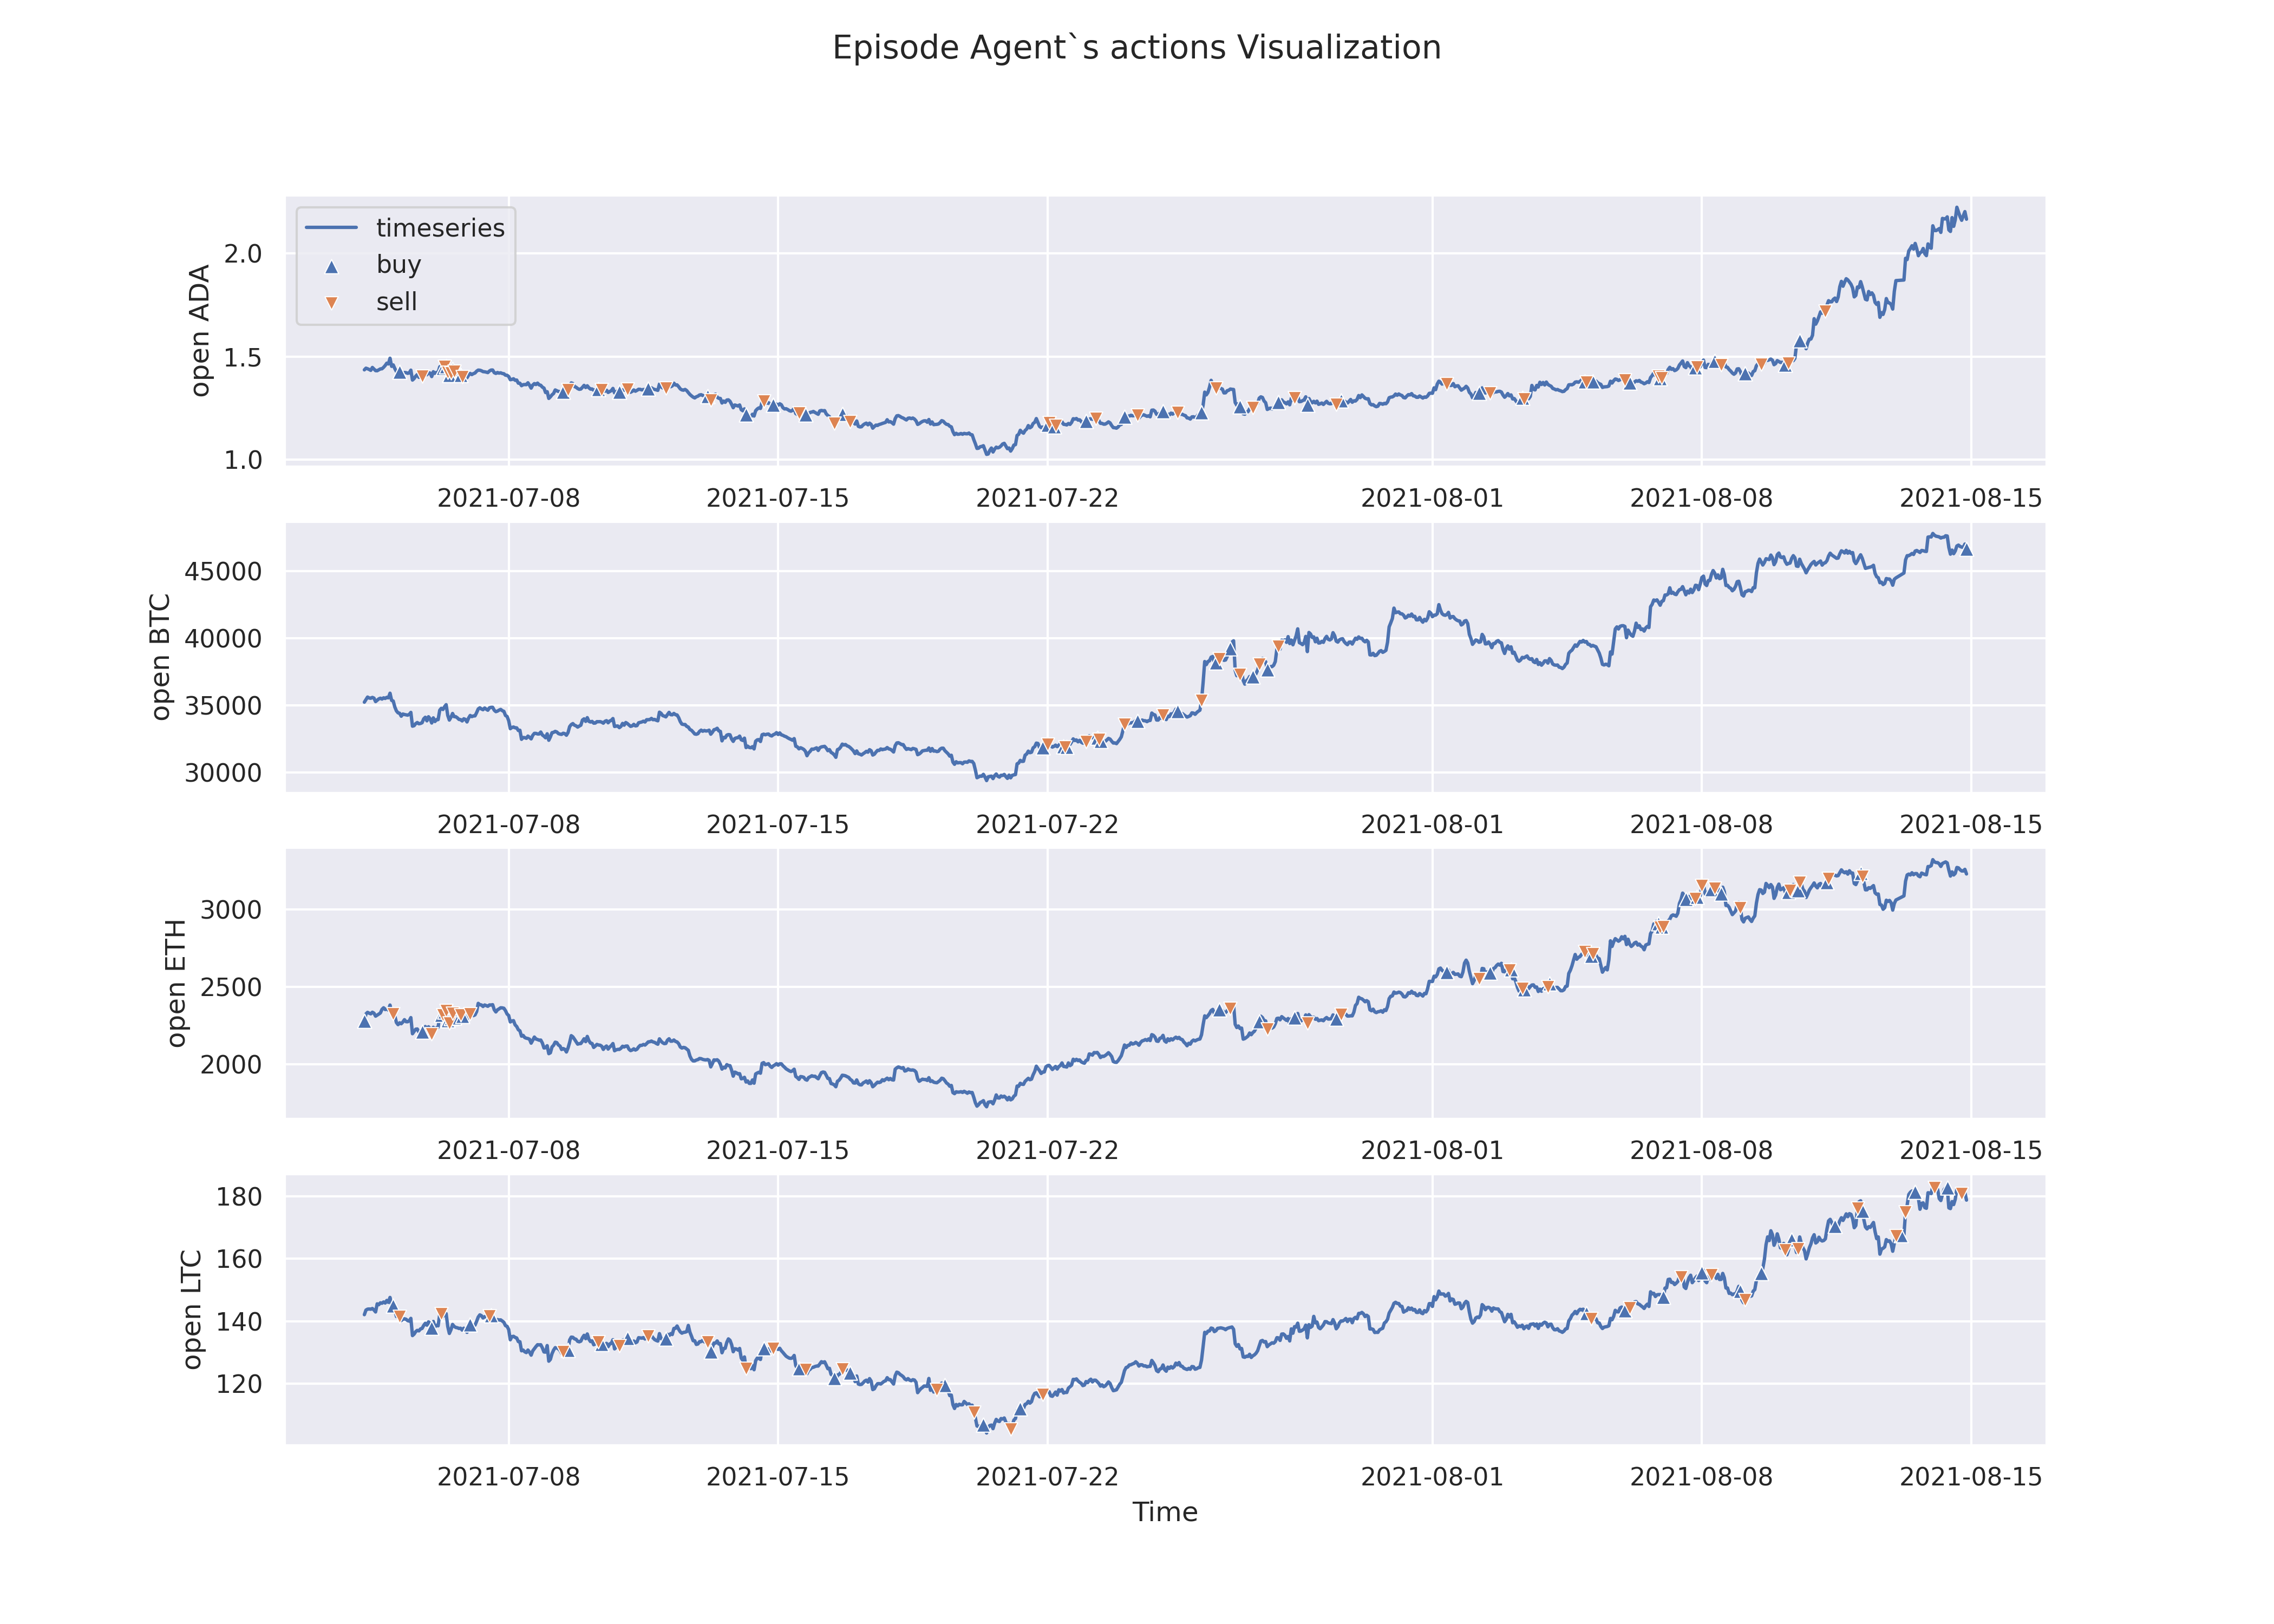 Episode Agent`s actions Visualization
timeseries
buy
sell
open ADA
2.0
1.5
1.0
2021-07-08 2021-07-15 2021-07-22 2021-08-01 2021-08-08 2021-08-15
open BTC
45000
40000
35000
30000
2021-07-08 2021-07-15 2021-07-22 2021-08-01 2021-08-08 2021-08-15
open ETH
3000
2500
2000
2021-07-08 2021-07-15 2021-07-22 2021-08-01 2021-08-08 2021-08-15
open LTC
180
160
140
120
2021-07-08 2021-07-15 2021-07-22 2021-08-01 2021-08-08 2021-08-15
Time